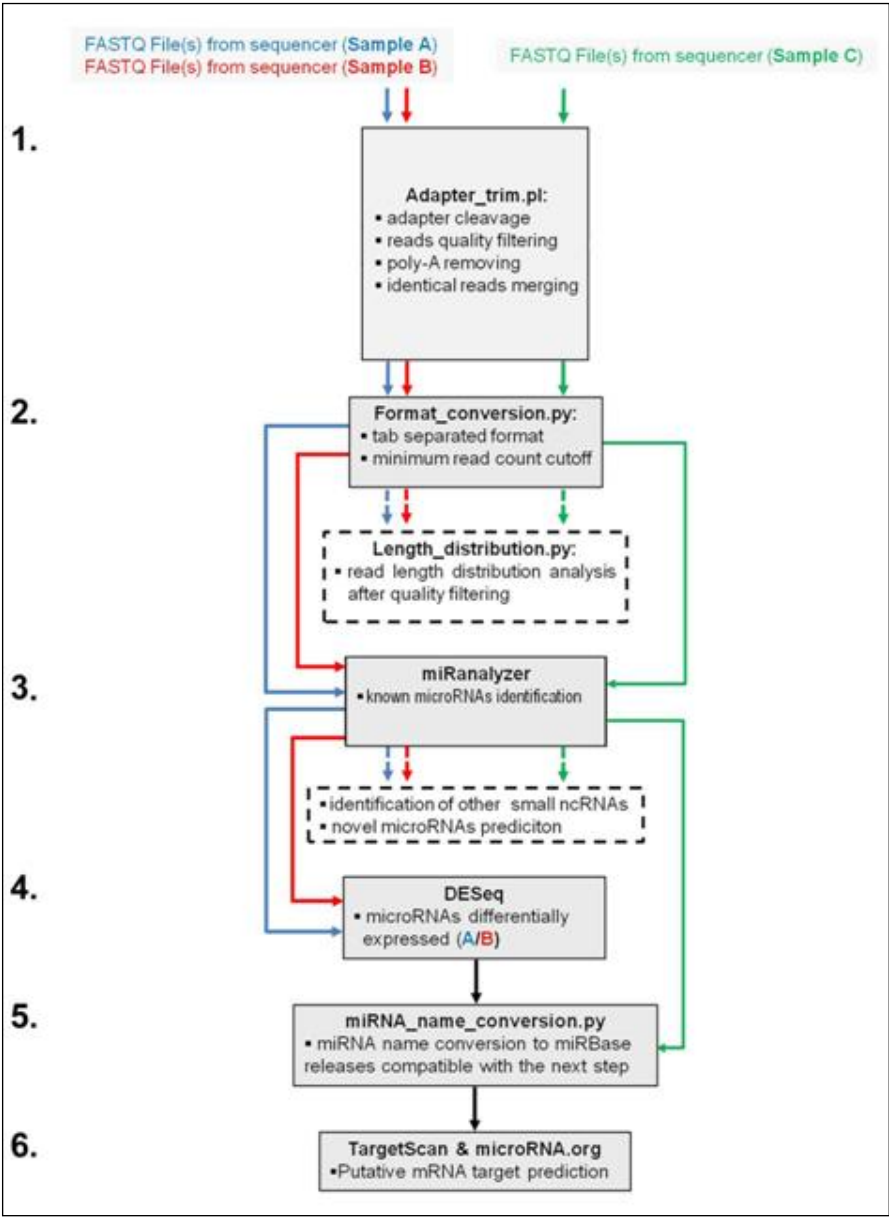 FASTQ File(s) from sequencer (Sample A)
FASTQ File(s) from sequencer (Sample B)
FASTQ File(s) from sequencer (Sample C)
1.
Adapter_trim.pl:
▪ adapter cleavage
▪ reads quality filtering
▪ poly-A removing
▪ identical reads merging
2.
Format_conversion.py:
▪ tab separated format
▪ minimum read count cutoff
Length_distribution.py:
▪ read length distribution analysis
after quality filtering
3.
miRanalyzer
▪ known microRNAs identification
▪ identification of other small ncRNAs
▪ novel microRNAs prediciton
4.
DESeq
▪ microRNAs differentially
expressed (A/B)
5.
miRNA_name_conversion.py
▪ miRNA name conversion to miRBase
releases compatible with the next step
6.
TargetScan & microRNA.org
▪Putative mRNA target prediction